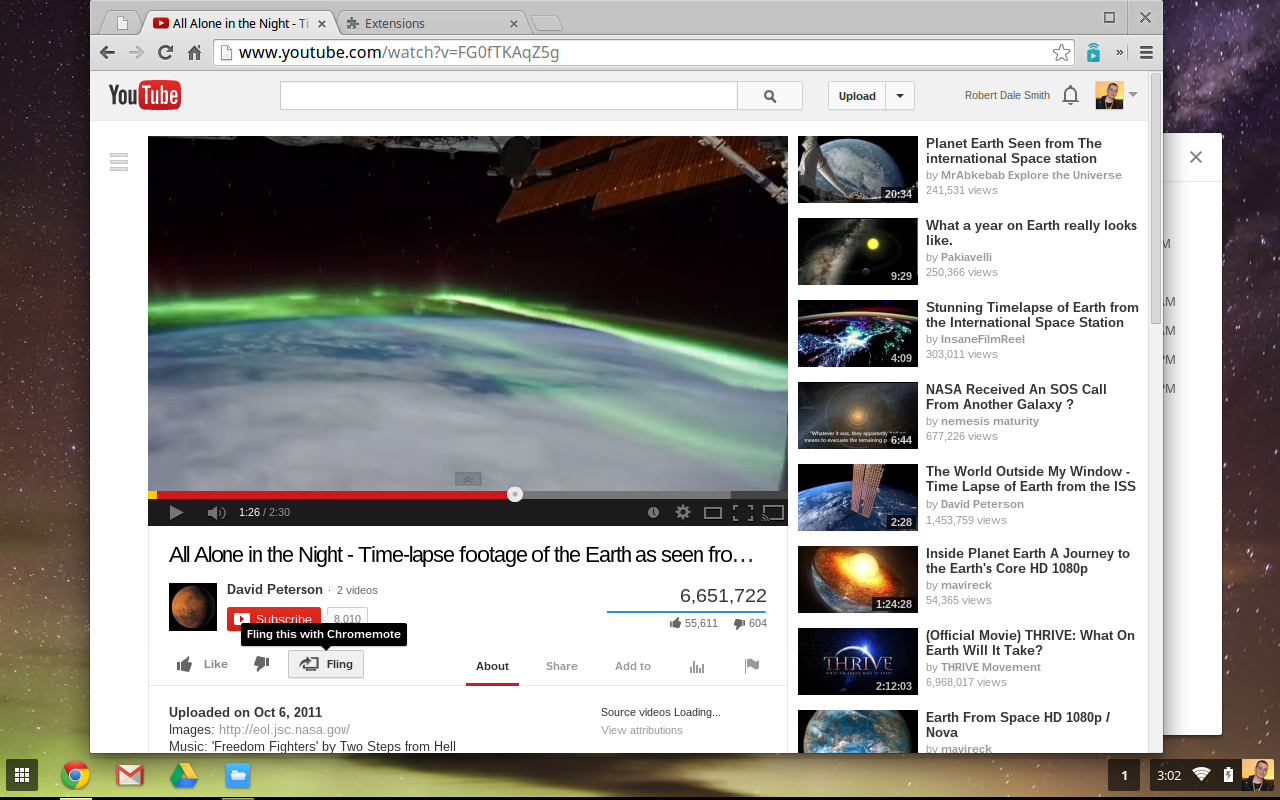 All Alone in the Night - Ti
Extensions
www.youtube.com/watch?v=FG0fTKAqZ5g
»
YouTube
Upload
Robert Dale Smith
1:26 / 2:30
All Alone in the Night - Time-lapse footage of the Earth as seen fro…
David Peterson · 2 videos
6,651,722
Subscribe
8,010
55,611
604
Fling this with Chromemote
Like
Fling
About
Share
Add to
Uploaded on Oct 6, 2011
Images: http://eol.jsc.nasa.gov/
Music: 'Freedom Fighters' by Two Steps from Hell
Source videos Loading...
View attributions
20:34
Planet Earth Seen from The
international Space station
by MrAbkebab Explore the Universe
241,531 views
9:29
What a year on Earth really looks
like.
by Pakiavelli
250,366 views
4:09
Stunning Timelapse of Earth from
the International Space Station
by InsaneFilmReel
303,011 views
6:44
NASA Received An SOS Call
From Another Galaxy ?
by nemesis maturity
677,226 views
2:28
The World Outside My Window -
Time Lapse of Earth from the ISS
by David Peterson
1,453,759 views
1:24:28
Inside Planet Earth A Journey to
the Earth's Core HD 1080p
by mavireck
54,365 views
THRIVE
2:12:03
(Official Movie) THRIVE: What On
Earth Will It Take?
by THRIVE Movement
6,968,017 views
Earth From Space HD 1080p /
Nova
by mavireck
M
AM
AM
PM
PM
1
3:02